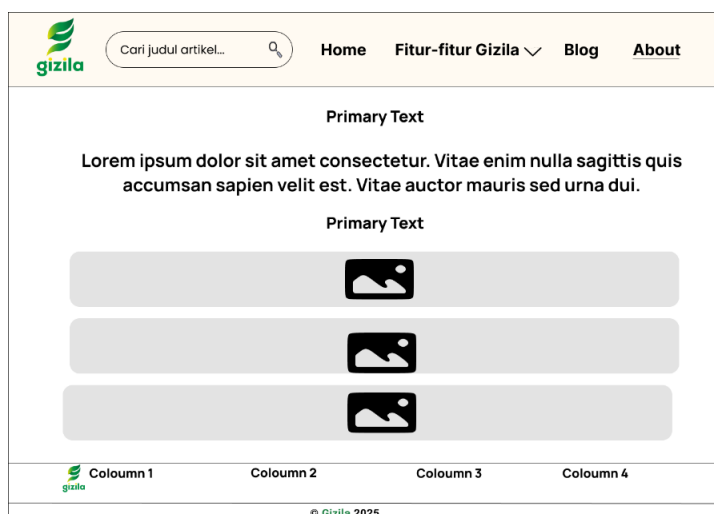 gizila
Cari judul artikel...
Home
Fitur-fitur Gizila
Blog
About
Primary Text
Lorem ipsum dolor sit amet consectetur. Vitae enim nulla sagittis quis
accumsan sapien velit est. Vitae auctor mauris sed urna dui.
Primary Text
gizila
Coloumn 1
Coloumn 2
Coloumn 3
Coloumn 4
© Gizila 2025